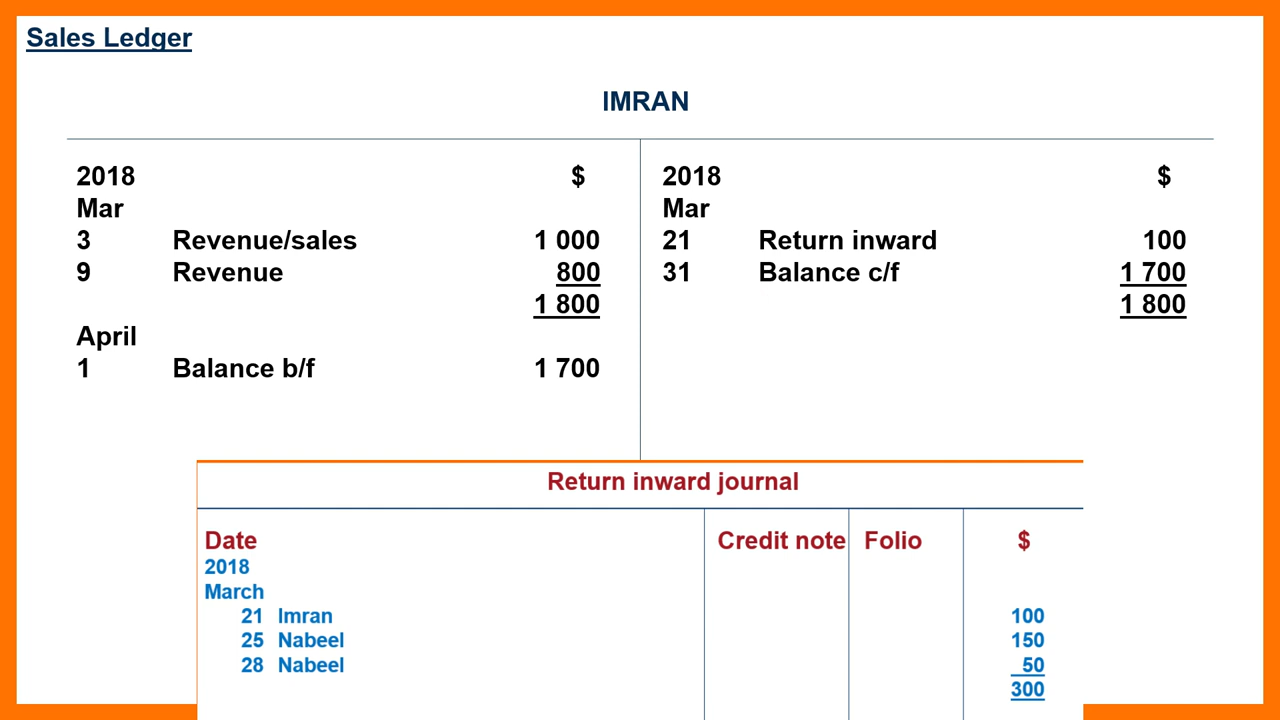 Sales Ledger
IMRAN
2018 $ 2018 $
Mar Mar
3 Revenue/sales 1 000 21 Return inward 100
9 Revenue 800 31 Balance c/f 1 700
1 800 1 800
April
1 Balance b/f 1 700
Return inward journal
Date Credit note Folio $
2018
March
21 Imran 100
25 Nabeel 150
28 Nabeel 50
300